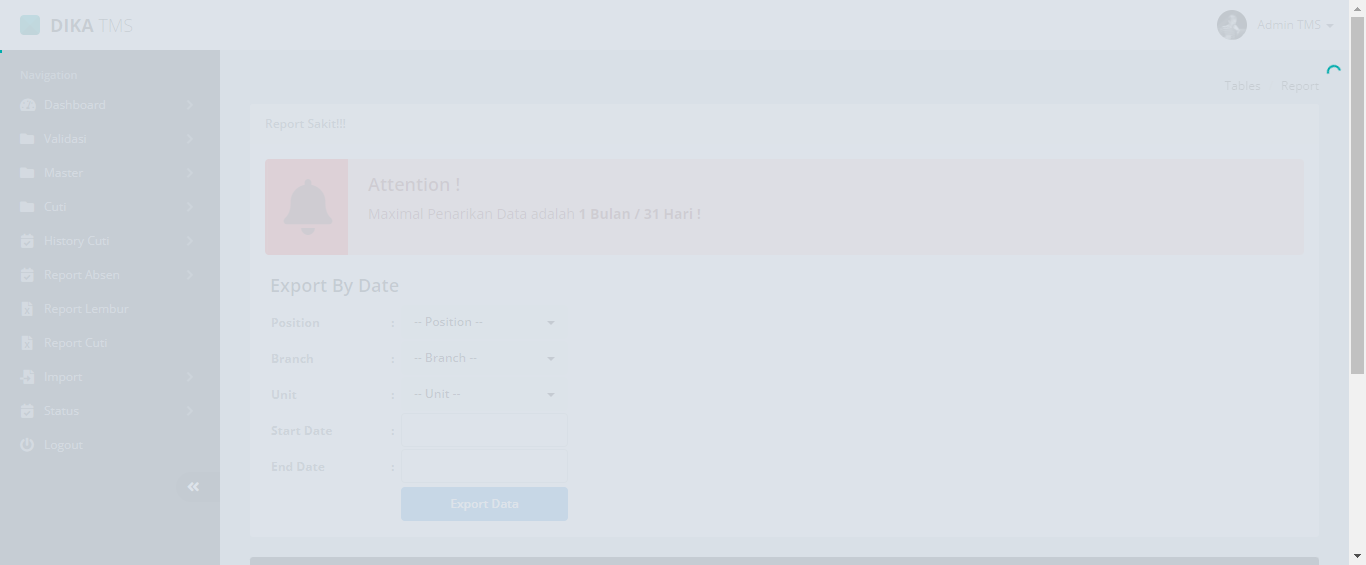 DIKA TMS
Admin TMS
Navigation
Dashboard
Validasi
Master
Cuti
History Cuti
Report Absen
Report Lembur
Report Cuti
Import
Status
Logout
Tables Report
Report Sakit!!!
Attention !
Maximal Penarikan Data adalah 1 Bulan / 31 Hari !
Export By Date
Position : -- Position --
Branch : -- Branch --
Unit : -- Unit --
Start Date :
End Date :
Export Data